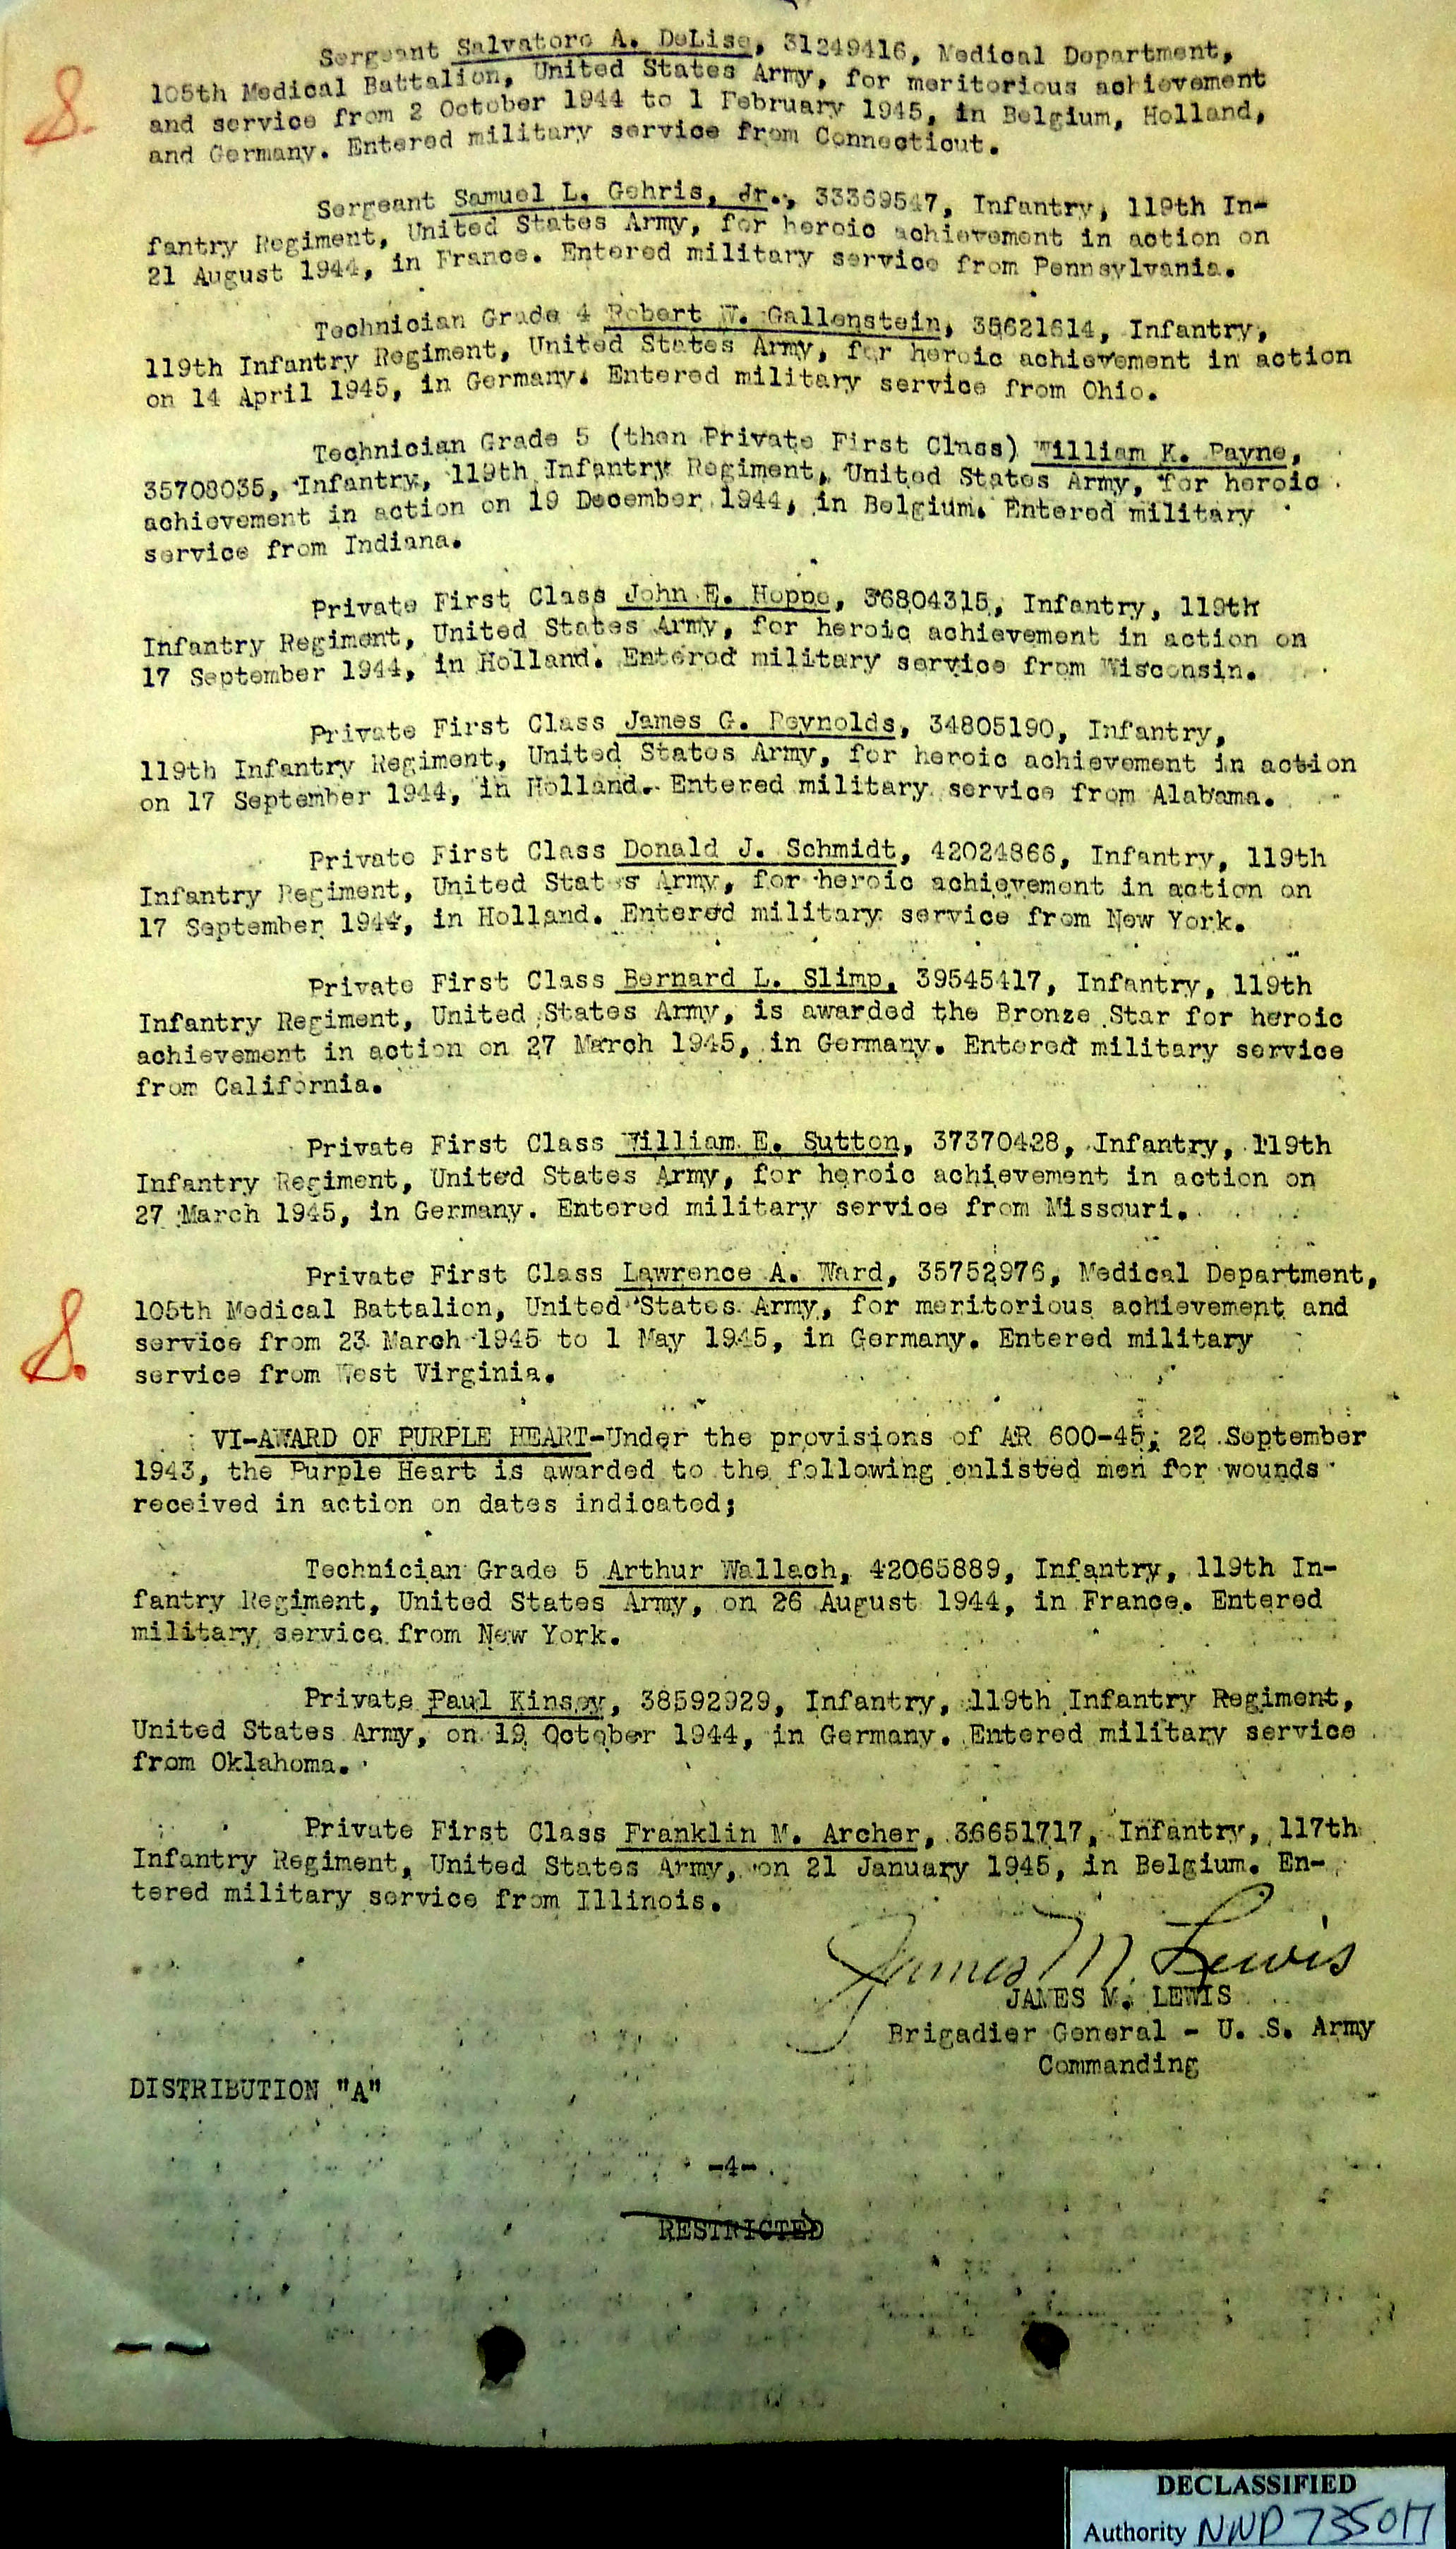 Sergeant Salvatore A. DeLise, 31249416, Medical Department,
105th Medical Battalion, United States Army, for meritorious achievement
and service from 2 October 1944 to 1 February 1945, in Belgium, Holland,
and Germany. Entered military service from Connecticut.
Sergeant Samuel L. Gehris, Jr., 33369547, Infantry, 119th In-
fantry Regiment, United States Army, for heroic achievement in action on
21 August 1944, in France. Entered military service from Pennsylvania.
Technician Grade 4 Robert W. Gallenstein, 35621614, Infantry,
119th Infantry Regiment, United States Army, for heroic achievement in action
on 14 April 1945, in Germany. Entered military service from Ohio.
Technician Grade 5 (then Private First Class) William K. Payne,
35708035, Infantry, 119th Infantry Regiment, United States Army, for heroic
achievement in action on 19 December 1944, in Belgium. Entered military
service from Indiana.
Private First Class John E. Hoppe, 36804315, Infantry, 119th
Infantry Regiment, United States Army, for heroic achievement in action on
17 September 1944, in Holland. Entered military service from Wisconsin.
Private First Class James G. Reynolds, 34805190, Infantry,
119th Infantry Regiment, United States Army, for heroic achievement in action
on 17 September 1944, in Holland. Entered military service from Alabama.
Private First Class Donald J. Schmidt, 42024866, Infantry, 119th
Infantry Regiment, United States Army, for heroic achievement in action on
17 September 1944, in Holland. Entered military service from New York.
Private First Class Bernard L. Slimp, 39545417, Infantry, 119th
Infantry Regiment, United States Army, is awarded the Bronze Star for heroic
achievement in action on 27 March 1945, in Germany. Entered military service
from California.
Private First Class William E. Sutton, 37370428, Infantry, 119th
Infantry Regiment, United States Army, for heroic achievement in action on
27 March 1945, in Germany. Entered military service from Missouri.
Private First Class Lawrence A. Ward, 35752976, Medical Department,
105th Medical Battalion, United States Army, for meritorious achievement and
service from 23 March 1945 to 1 May 1945, in Germany. Entered military
service from West Virginia.
VI-AWARD OF PURPLE HEART-Under the provisions of AR 600-45, 22 September
1943, the Purple Heart is awarded to the following enlisted men for wounds
received in action on dates indicated;
Technician Grade 5 Arthur Wallach, 42065889, Infantry, 119th In-
fantry Regiment, United States Army, on 26 August 1944, in France. Entered
military service from New York.
Private Paul Kinsey, 38592929, Infantry, 119th Infantry Regiment,
United States Army, on 19 October 1944, in Germany. Entered military service
from Oklahoma.
Private First Class Franklin M. Archer, 36651717, Infantry, 117th
Infantry Regiment, United States Army, on 21 January 1945, in Belgium. En-
tered military service from Illinois.
James M. Lewis
JAMES M. LEWIS
Brigadier General - U. S. Army
Commanding
DISTRIBUTION "A"
-4-
RESTRICTED
DECLASSIFIED
Authority NND 735017